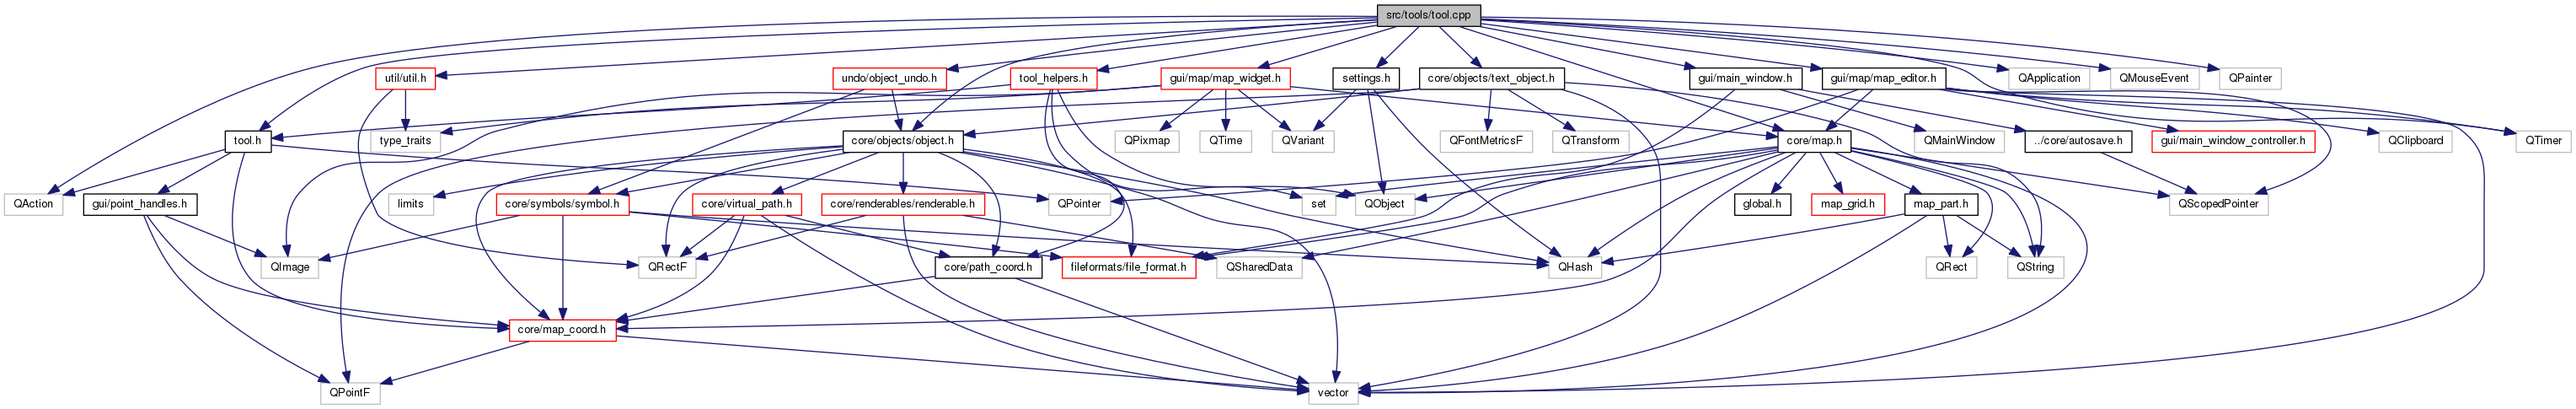 src/tools/tool.cpp
util/util.h
undo/object_undo.h
tool_helpers.h
gui/map/map_widget.h
settings.h
core/objects/text_object.h
gui/main_window.h
gui/map/map_editor.h
QApplication
QMouseEvent
QPainter
tool.h
type_traits
core/objects/object.h
QPixmap
QTime
QVariant
QFontMetricsF
QTransform
core/map.h
QMainWindow
../core/autosave.h
gui/main_window_controller.h
QClipboard
QTimer
QAction
gui/point_handles.h
limits
core/symbols/symbol.h
core/virtual_path.h
core/renderables/renderable.h
QPointer
set
QObject
global.h
map_grid.h
map_part.h
QScopedPointer
QImage
QRectF
core/path_coord.h
fileformats/file_format.h
QSharedData
QHash
QRect
QString
core/map_coord.h
QPointF
vector